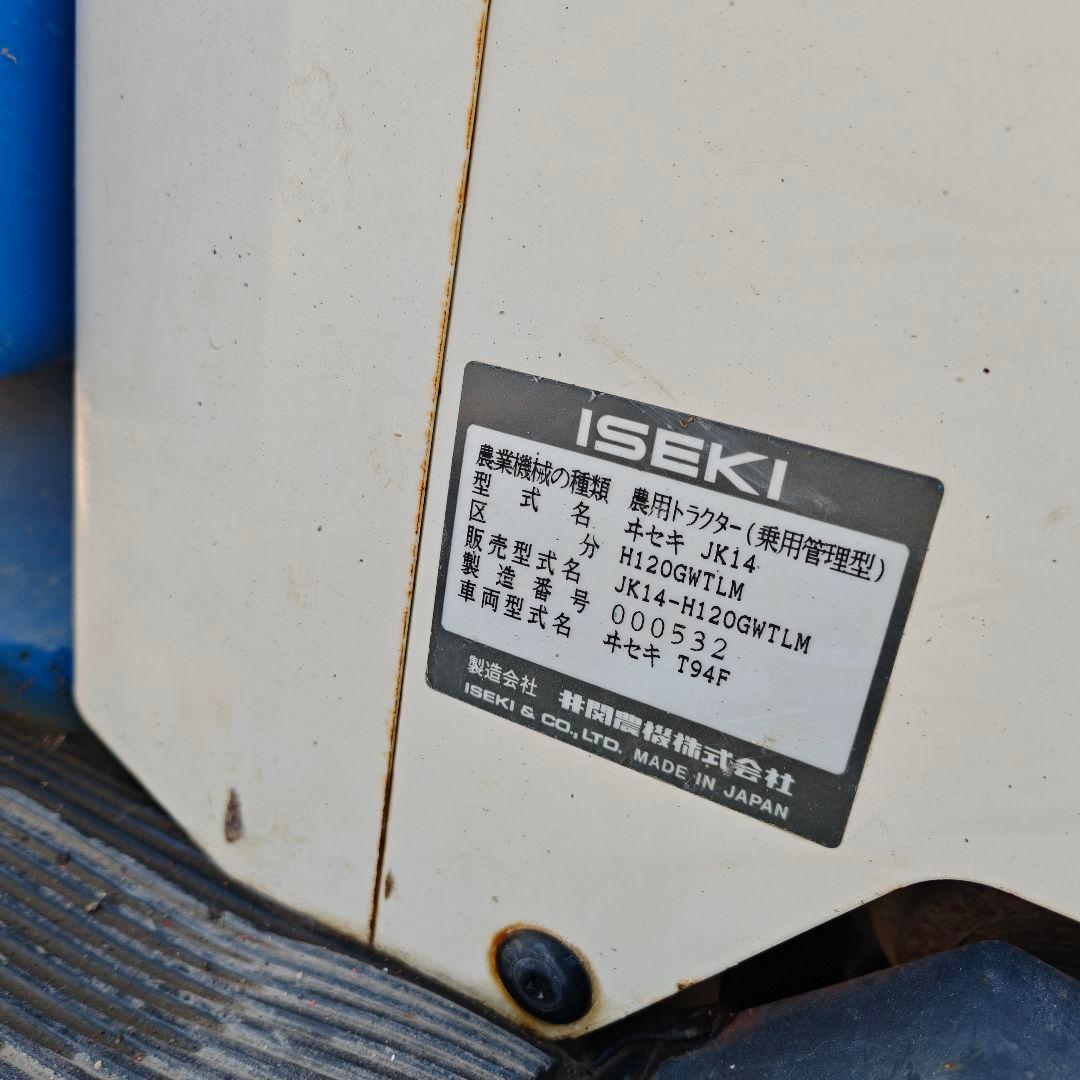 ISEKI
農業機械の種類 農用トラクター(乗用管理型)
型式名 ヰセキ JK14
区分 H120GWTLM
販売型式名 JK14-H120GWTLM
製造番号 000532
車両型式名 ヰセキ T94F
製造会社 井関農機株式会社
ISEKI & CO., LTD. MADE IN JAPAN